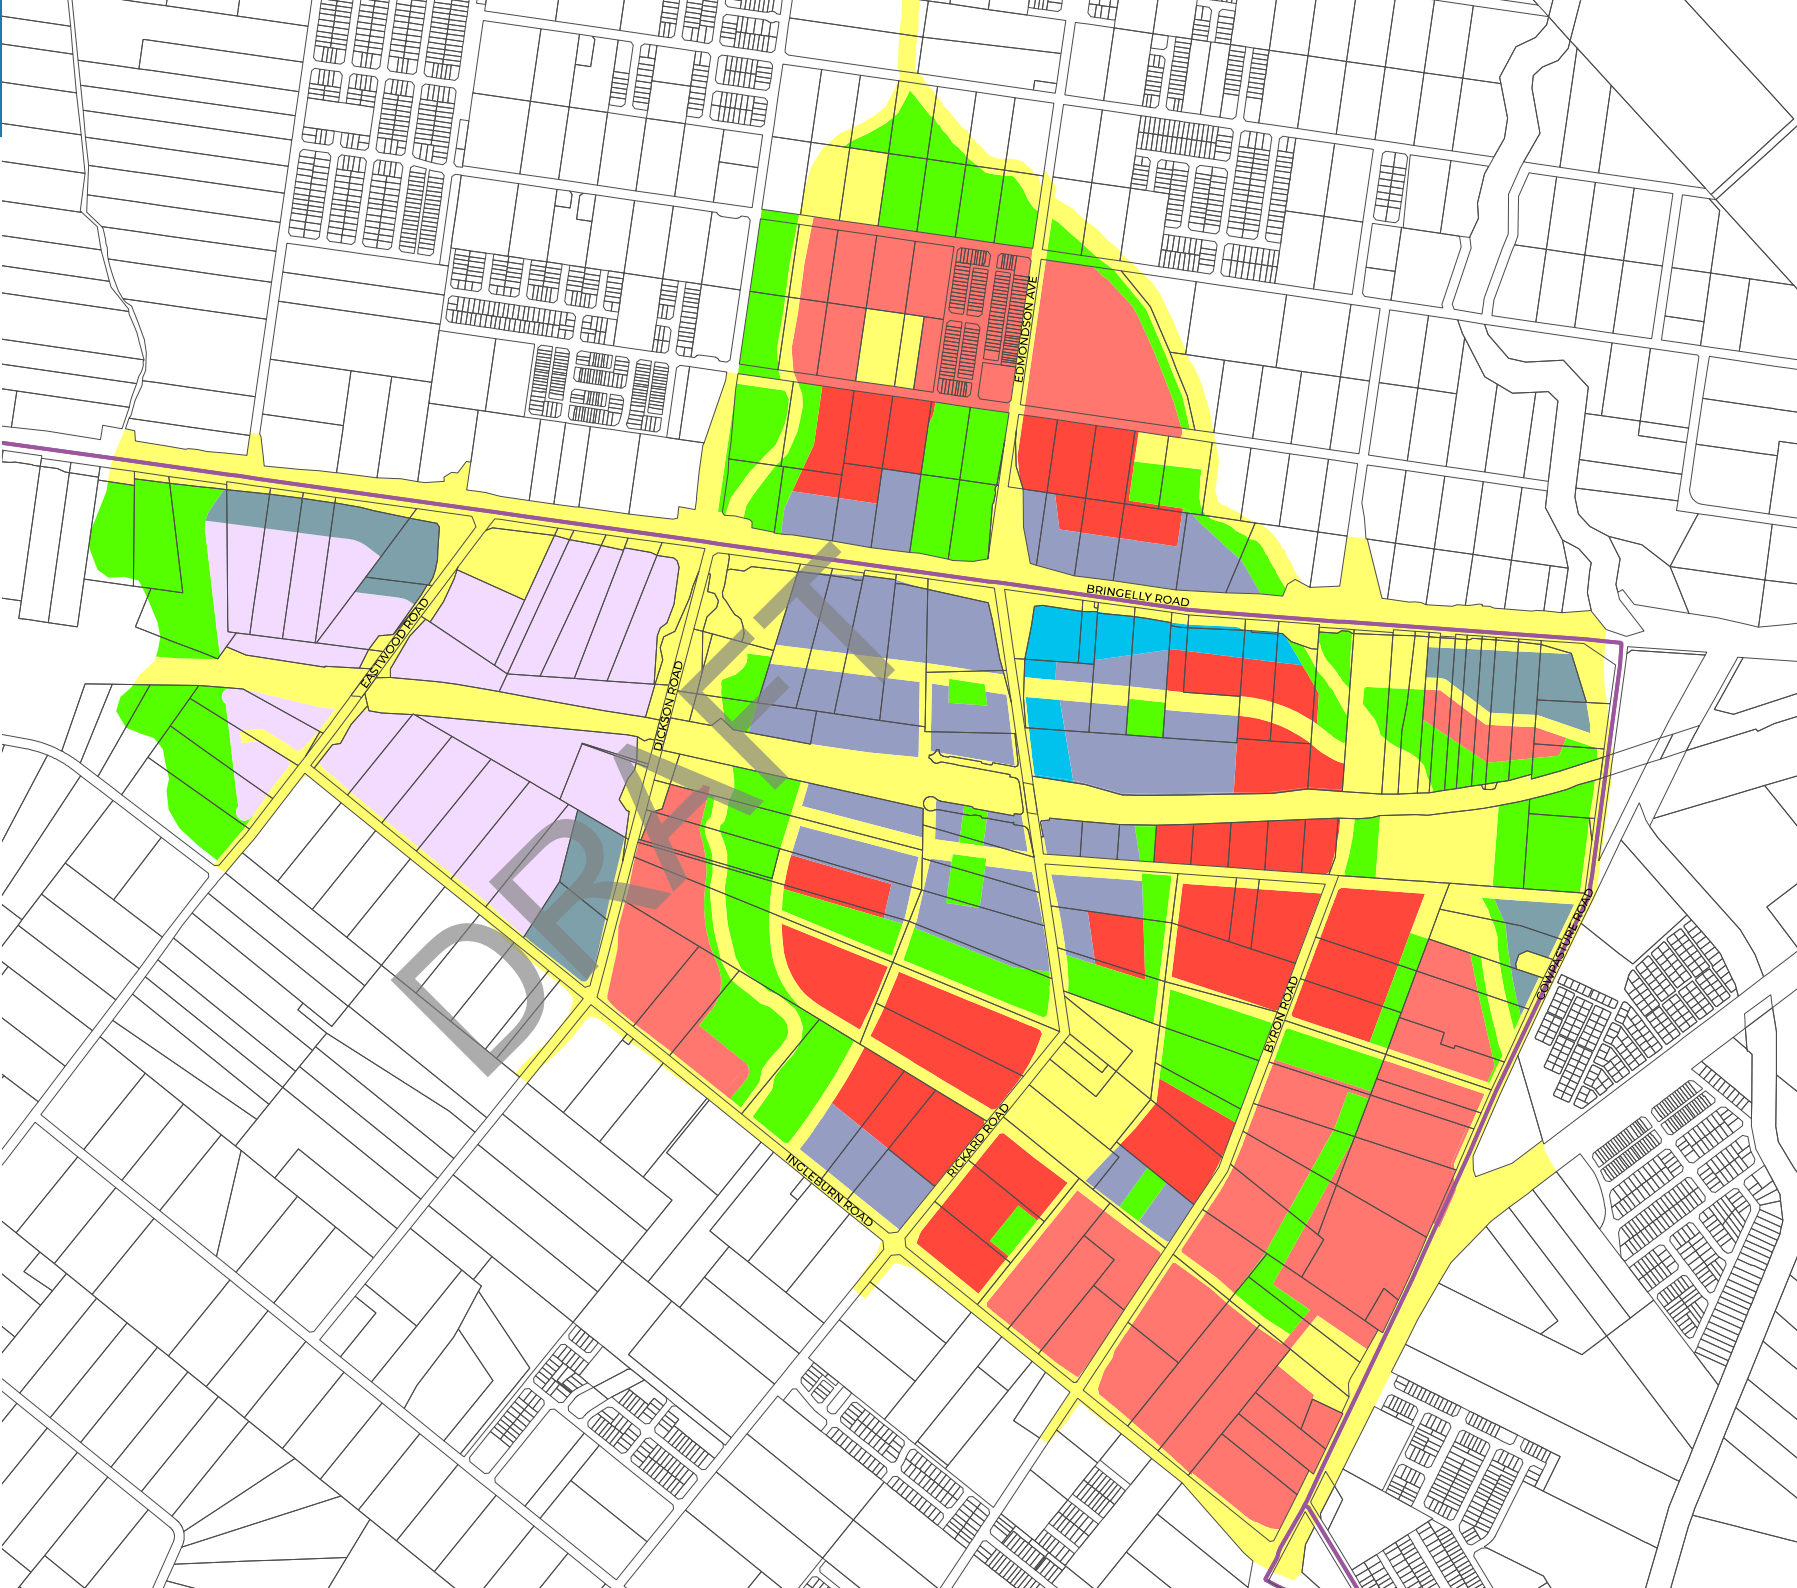 EDMONDSON AVE
BRINGELLY ROAD
EASTWOOD ROAD
DICKSON ROAD
DRAFT
COWPASTURE ROAD
BYRON ROAD
RICKARD ROAD
INGLEBURN ROAD